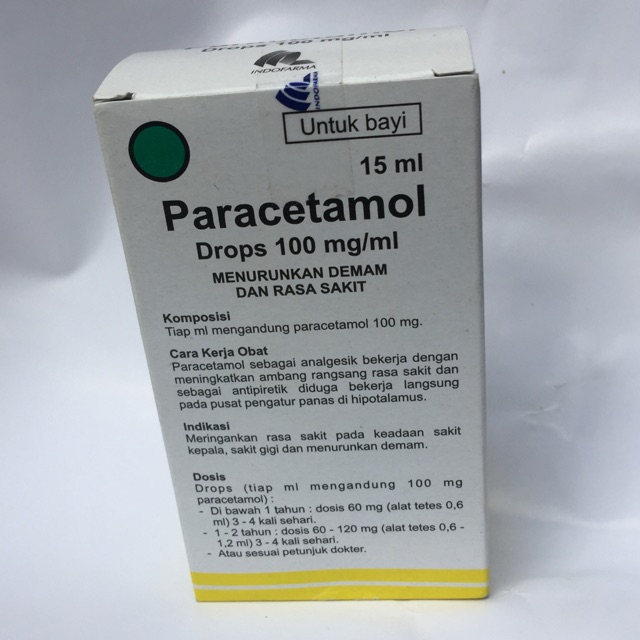 Drops 100 mg/ml
INDOFARMA
Untuk bayi
15 ml
Paracetamol
Drops 100 mg/ml
MENURUNKAN DEMAM
DAN RASA SAKIT
Komposisi
Tiap ml mengandung paracetamol 100 mg.
Cara Kerja Obat
Paracetamol sebagai analgesik bekerja dengan
meningkatkan ambang rangsang rasa sakit dan
sebagai antipiretik diduga bekerja langsung
pada pusat pengatur panas di hipotalamus.
Indikasi
Meringankan rasa sakit pada keadaan sakit
kepala, sakit gigi dan menurunkan demam.
Dosis
Drops (tiap ml mengandung 100 mg
paracetamol) :
- Di bawah 1 tahun : dosis 60 mg (alat tetes 0,6
ml) 3 - 4 kali sehari.
- 1 - 2 tahun : dosis 60 - 120 mg (alat tetes 0,6 -
1,2 ml) 3 - 4 kali sehari.
- Atau sesuai petunjuk dokter.